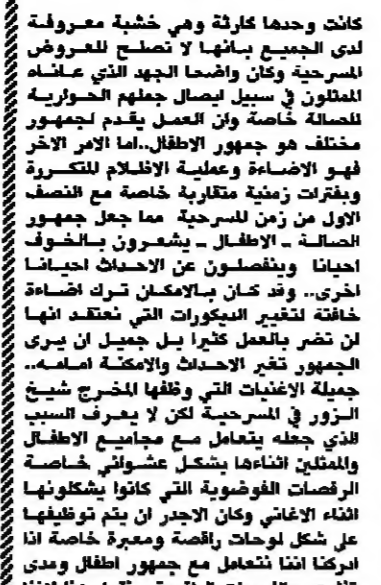 كانت وحدها كارثة وهي خشبة معروفة
لدى الجميع بانها لا تصلح للعروض
المسرحية وكان واضحا الجهد الذي عاناه
الممثلون في سبيل ايصال جملهم الحوارية
للصالة خاصة وان العمل يقدم لجمهور
مختلف هو جمهور الاطفال..اما الامر الاخر
فهو الاضاءة وعملية الاظلام المتكررة
وبفترات زمنية متقاربة خاصة مع النصف
الاول من زمن المسرحية مما جعل جمهور
الصالة ـ الاطفال ـ يشعرون بالخوف
احيانا وينفصلون عن الاحداث احيانا
اخرى.. وقد كان بالامكان ترك اضاءة
خافتة لتغيير الديكورات التي نعتقد انها
لن تضر بالعمل كثيرا بل جميل ان يرى
الجمهور تغير الاحداث والامكنة امامه..
جميلة الاغنيات التي وظفها المخرج شيخ
الزور في المسرحية لكن لا يعرف السبب
الذي جعله يتعامل مع مجاميع الاطفال
والممثلين اثناءها بشكل عشوائي خاصة
الرقصات الفوضوية التي كانوا يشكلونها
اثناء الاغاني وكان الاجدر ان يتم توظيفها
على شكل لوحات راقصة ومعبرة خاصة اذا
ادركنا اننا نتعامل مع جمهور اطفال ومدى